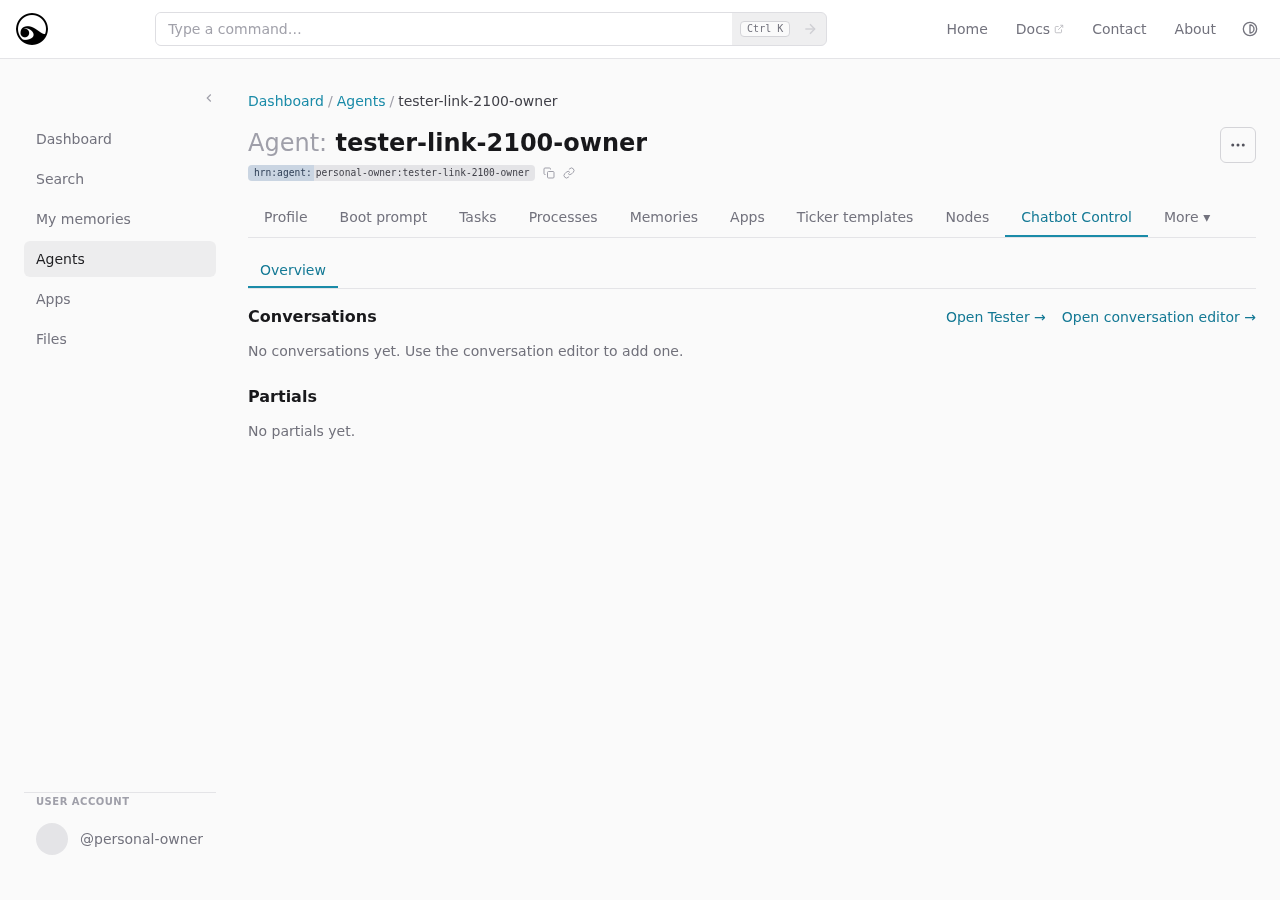 Type a command...
Ctrl K
Home
Docs
Contact
About
Dashboard
Search
My memories
Agents
Apps
Files
USER ACCOUNT
@personal-owner
Dashboard / Agents / tester-link-2100-owner
Agent: tester-link-2100-owner
hrn:agent: personal-owner:tester-link-2100-owner
Profile
Boot prompt
Tasks
Processes
Memories
Apps
Ticker templates
Nodes
Chatbot Control
More ▾
Overview
Conversations
Open Tester →
Open conversation editor →
No conversations yet. Use the conversation editor to add one.
Partials
No partials yet.